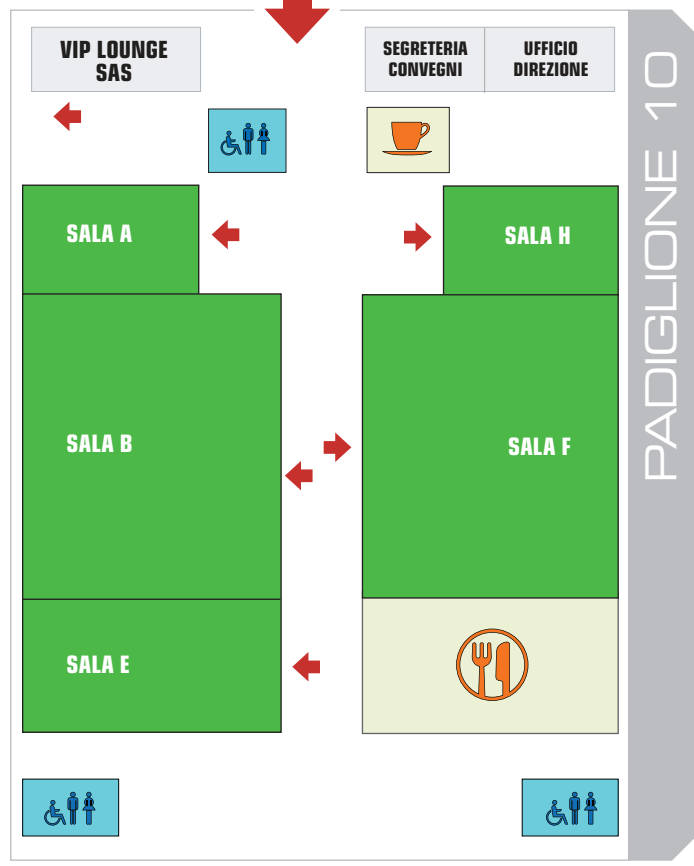 VIP LOUNGE
SAS
SEGRETERIA
CONVEGNI
UFFICIO
DIREZIONE
SALA A
SALA H
SALA B
SALA F
SALA E
PADIGLIONE 10